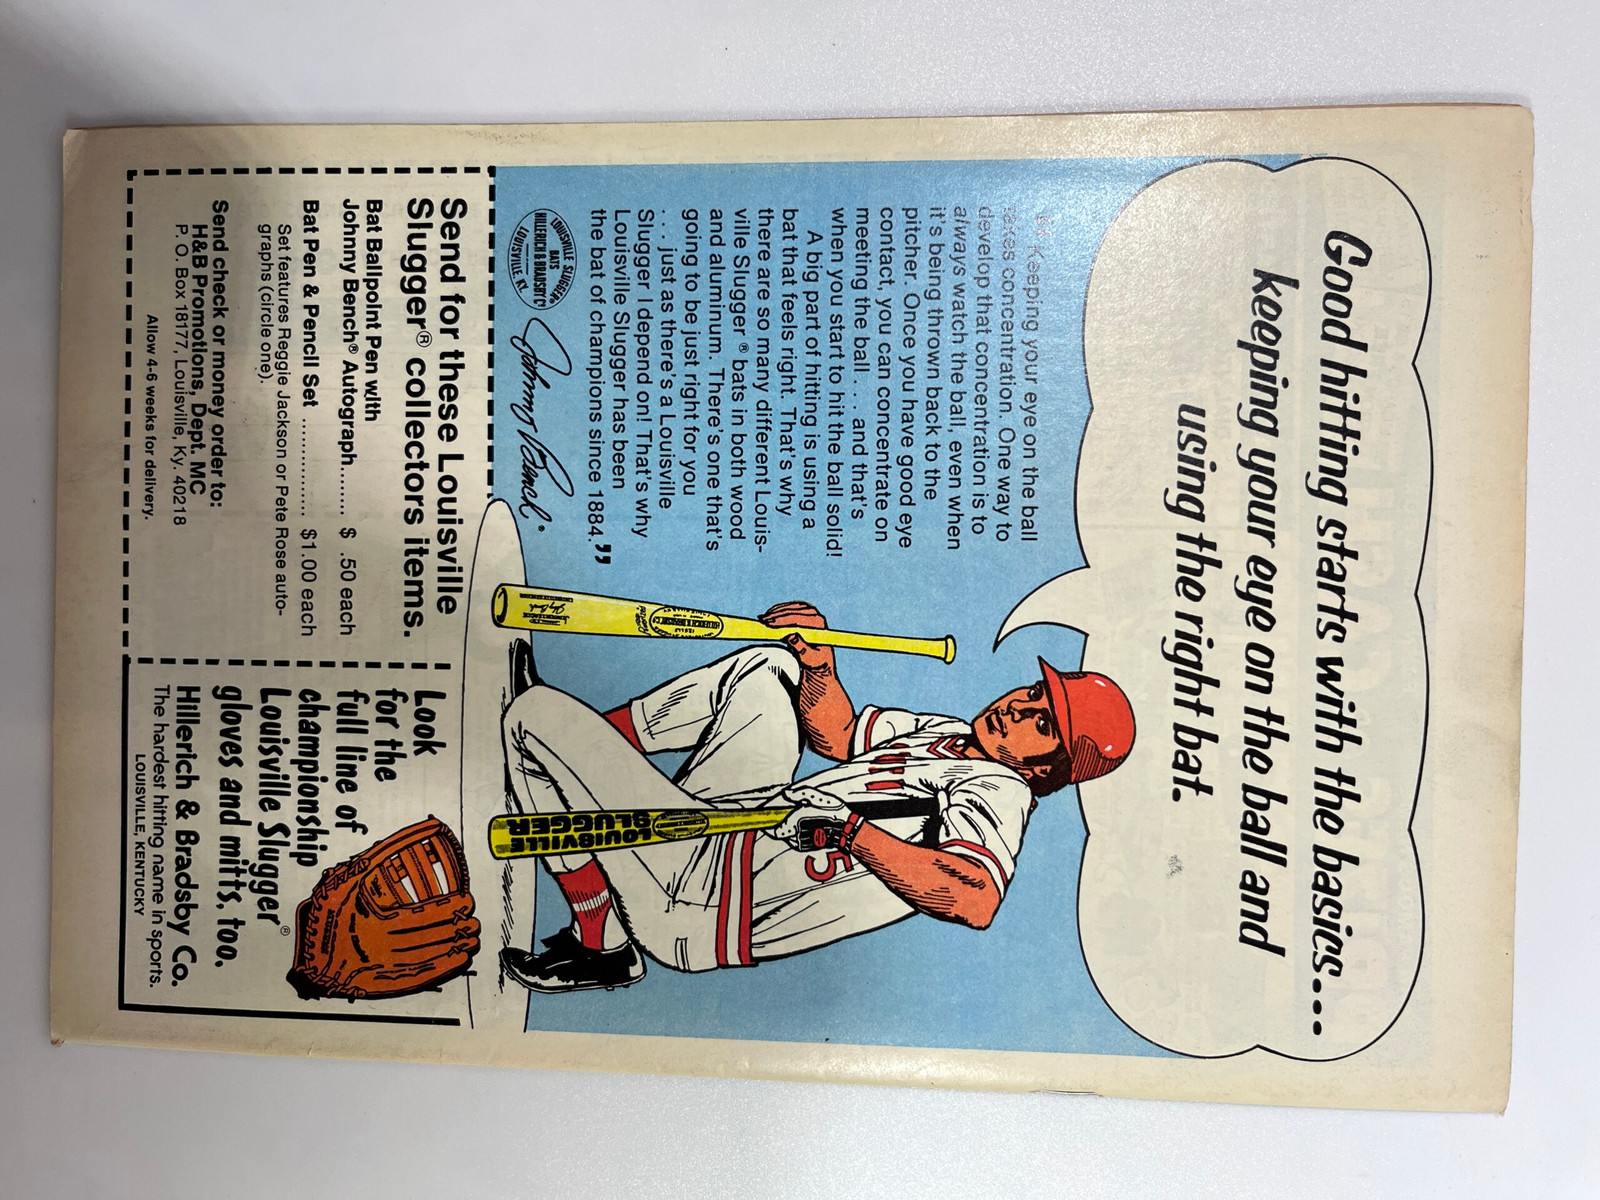 Good hitting starts with the basics...
keeping your eye on the ball and
using the right bat.
“Keeping your eye on the ball
takes concentration. One way to
develop that concentration is to
always watch the ball, even when
it's being thrown back to the
pitcher. Once you have good eye
contact, you can concentrate on
meeting the ball . . . and that's
when you start to hit the ball solid!
A big part of hitting is using a
bat that feels right. That's why
there are so many different Louis-
ville Slugger® bats in both wood
and aluminum. There's one that's
going to be just right for you
. . . just as there's a Louisville
Slugger I depend on! That's why
Louisville Slugger has been
the bat of champions since 1884.”
LOUISVILLE SLUGGER
BATS
HILLERICH & BRADSBY Co
LOUISVILLE, KY.
Johnny Bench
5
LOUISVILLE
SLUGGER
Send for these Louisville
Slugger® collectors items.
Bat Ballpoint Pen with
Johnny Bench® Autograph........ $ .50 each
Bat Pen & Pencil Set .............. $1.00 each
Set features Reggie Jackson or Pete Rose auto-
graphs (circle one).
Send check or money order to:
H&B Promotions, Dept. MC
P. O. Box 18177, Louisville, Ky. 40218
Allow 4-6 weeks for delivery.
Look
for the
full line of
championship
Louisville Slugger®
gloves and mitts, too.
Hillerich & Bradsby Co.
The hardest hitting name in sports.
LOUISVILLE, KENTUCKY